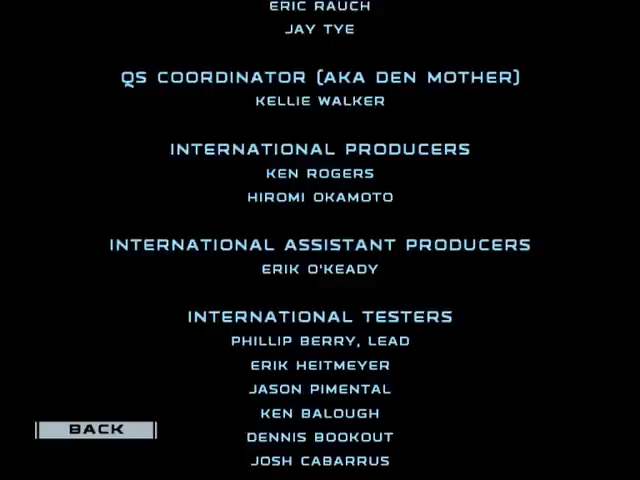 ERIC RAUCH
JAY TYE
QS COORDINATOR (AKA DEN MOTHER)
KELLIE WALKER
INTERNATIONAL PRODUCERS
KEN ROGERS
HIROMI OKAMOTO
INTERNATIONAL ASSISTANT PRODUCERS
ERIK O'KEADY
INTERNATIONAL TESTERS
PHILLIP BERRY, LEAD
ERIK HEITMEYER
JASON PIMENTAL
KEN BALOUGH
BACK
DENNIS BOOKOUT
JOSH CABARRUS